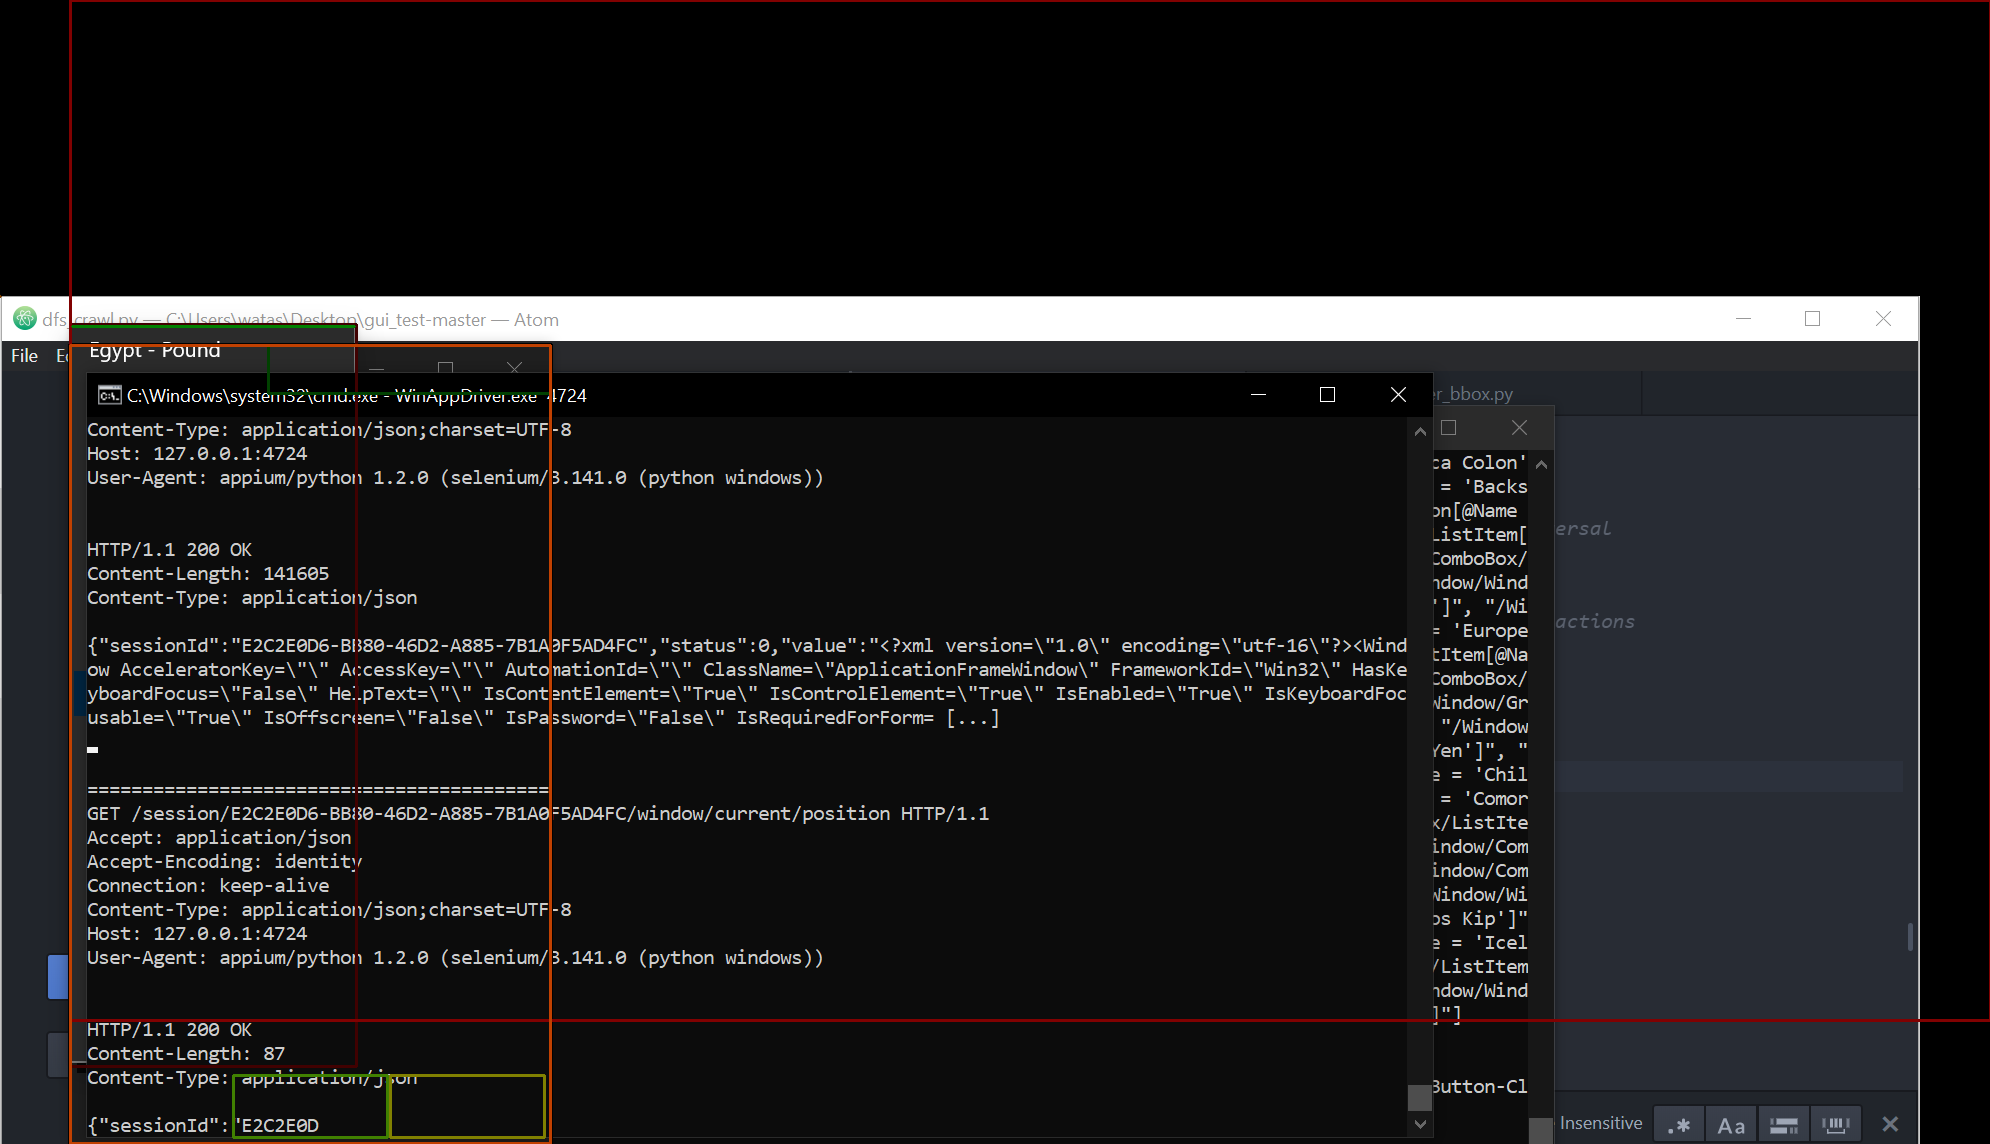 dfs_crawl.py — C:\Users\watas\Desktop\gui_test-master — Atom
File
Egypt - Pound
C:\Windows\system32\cmd.exe - WinAppDriver.exe 4724
er_bbox.py
Content-Type: application/json;charset=UTF-8
Host: 127.0.0.1:4724
User-Agent: appium/python 1.2.0 (selenium/3.141.0 (python windows))
HTTP/1.1 200 OK
Content-Length: 141605
Content-Type: application/json
{"sessionId":"E2C2E0D6-BB80-46D2-A885-7B1A0F5AD4FC","status":0,"value":"<?xml version=\"1.0\" encoding=\"utf-16\"?><Wind
ow AcceleratorKey=\"\" AccessKey=\"\" AutomationId=\"\" ClassName=\"ApplicationFrameWindow\" FrameworkId=\"Win32\" HasKe
yboardFocus=\"False\" HelpText=\"\" IsContentElement=\"True\" IsControlElement=\"True\" IsEnabled=\"True\" IsKeyboardFoc
usable=\"True\" IsOffscreen=\"False\" IsPassword=\"False\" IsRequiredForForm= [...]
==========================================
GET /session/E2C2E0D6-BB80-46D2-A885-7B1A0F5AD4FC/window/current/position HTTP/1.1
Accept: application/json
Accept-Encoding: identity
Connection: keep-alive
Content-Type: application/json;charset=UTF-8
Host: 127.0.0.1:4724
User-Agent: appium/python 1.2.0 (selenium/3.141.0 (python windows))
HTTP/1.1 200 OK
Content-Length: 87
Content-Type: application/json
{"sessionId":"E2C2E0D
ca Colon'
= 'Backs
on[@Name
ListItem[
ComboBox/
ndow/Wind
']", "/Wi
= 'Europe
tItem[@Na
ComboBox/
Window/Gr
"/Window
Yen']", "
e = 'Chil
= 'Comor
x/ListIte
indow/Com
indow/Com
Window/Wi
os Kip']"
e = 'Icel
/ListItem
ndow/Wind
]"]
Button-Cl
ersal
actions
Insensitive
.*
Aa